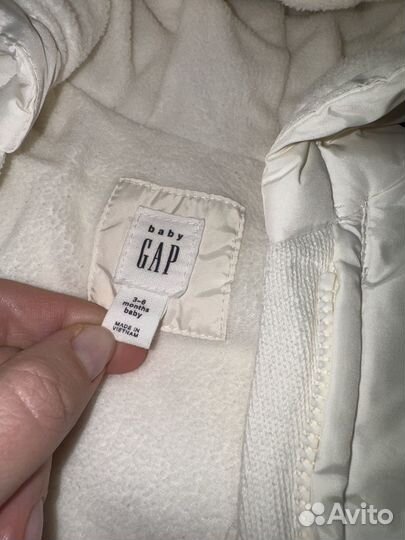 baby
GAP
3-6
months
baby
MADE IN
VIETNAM
Avito